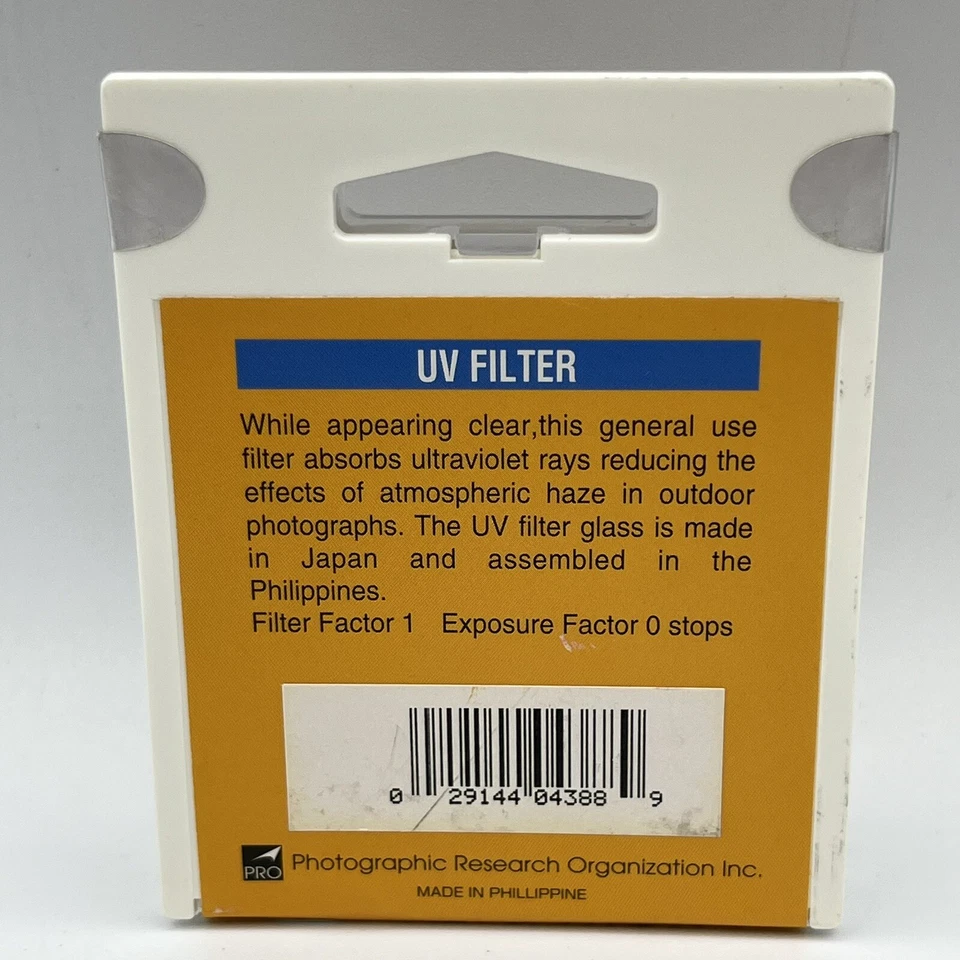 UV FILTER
While appearing clear,this general use
filter absorbs ultraviolet rays reducing the
effects of atmospheric haze in outdoor
photographs. The UV filter glass is made
in Japan and assembled in the
Philippines.
Filter Factor 1 Exposure Factor 0 stops
0 29144 04388 9
PRO Photographic Research Organization Inc.
MADE IN PHILLIPPINE